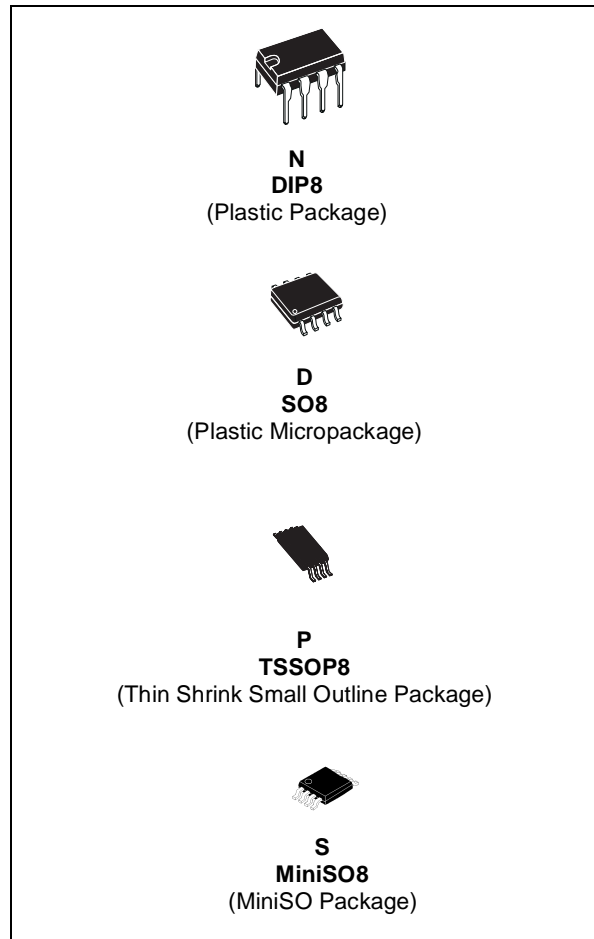 N
DIP8
(Plastic Package)
D
SO8
(Plastic Micropackage)
P
TSSOP8
(Thin Shrink Small Outline Package)
S
MiniSO8
(MiniSO Package)